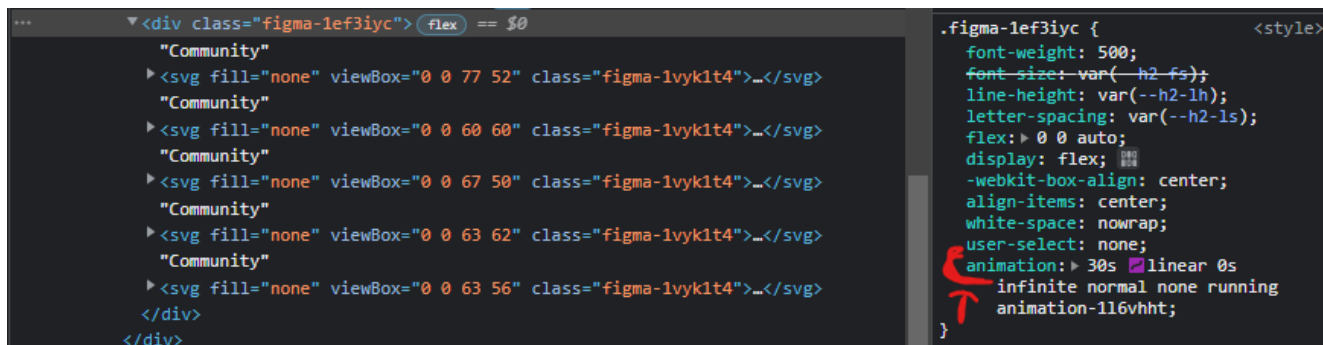 <div class="figma-1ef3iyc"> flex == $0
"Community"
<svg fill="none" viewBox="0 0 77 52" class="figma-1vyk1t4">…</svg>
"Community"
<svg fill="none" viewBox="0 0 60 60" class="figma-1vyk1t4">…</svg>
"Community"
<svg fill="none" viewBox="0 0 67 50" class="figma-1vyk1t4">…</svg>
"Community"
<svg fill="none" viewBox="0 0 63 62" class="figma-1vyk1t4">…</svg>
"Community"
<svg fill="none" viewBox="0 0 63 56" class="figma-1vyk1t4">…</svg>
</div>
</div>
.figma-1ef3iyc { <style>
font-weight: 500;
font-size: var(--h2-fs);
line-height: var(--h2-lh);
letter-spacing: var(--h2-ls);
flex: 0 0 auto;
display: flex;
-webkit-box-align: center;
align-items: center;
white-space: nowrap;
user-select: none;
animation: 30s linear 0s
infinite normal none running
animation-1l6vhht;
}